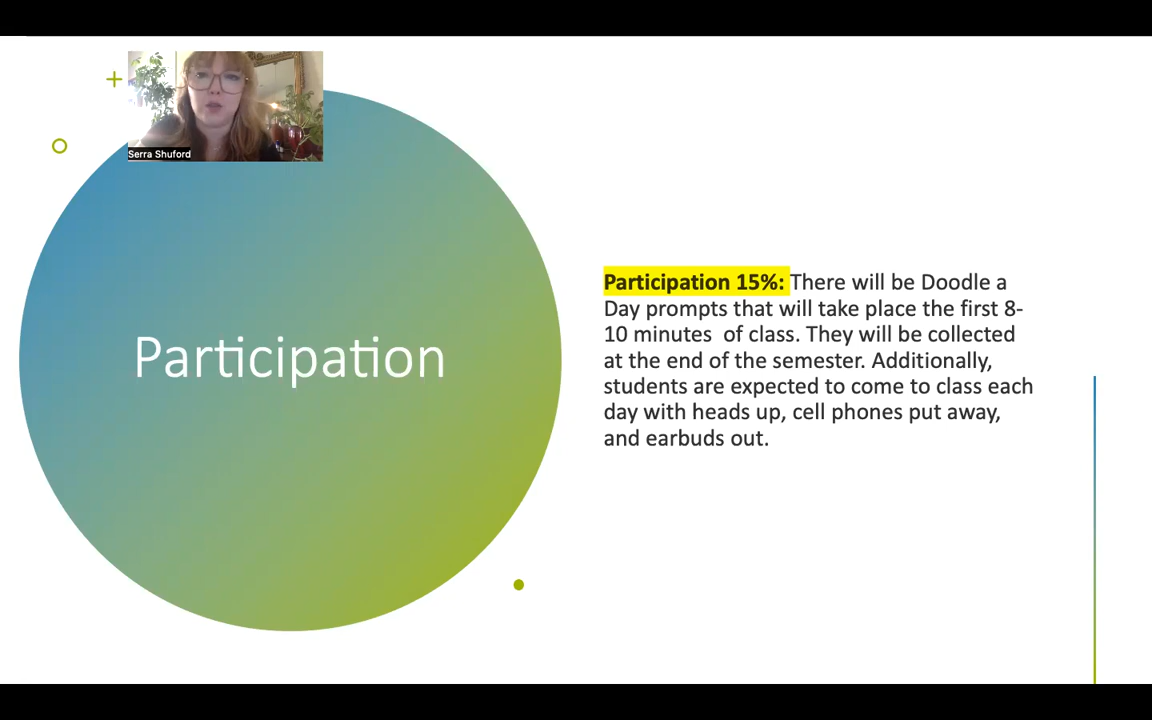 Serra Shuford
Participation
Participation 15%: There will be Doodle a
Day prompts that will take place the first 8-
10 minutes  of class. They will be collected
at the end of the semester. Additionally,
students are expected to come to class each
day with heads up, cell phones put away,
and earbuds out.